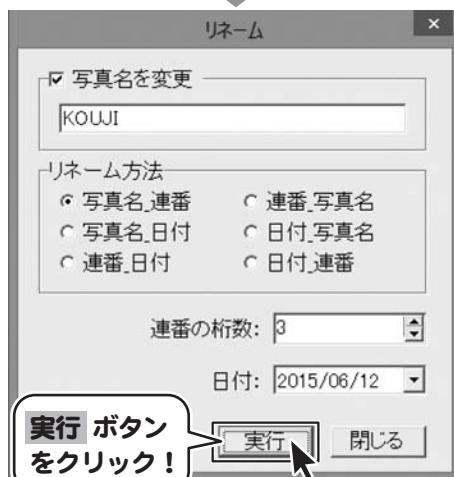 リネーム
×
写真名を変更
KOUJI
リネーム方法
写真名_連番 連番_写真名
写真名_日付 日付_写真名
連番_日付 日付_連番
連番の桁数: 3
日付: 2015/06/12
実行 ボタン
をクリック！
実行 閉じる